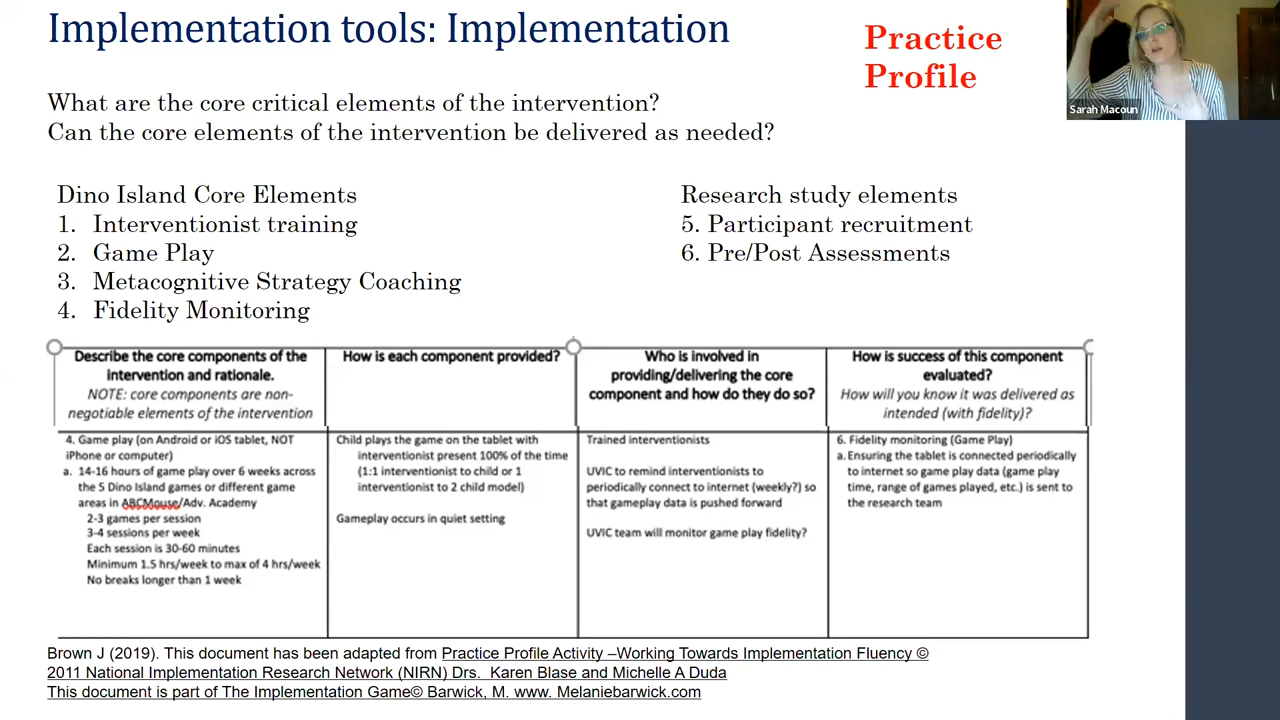 Implementation tools: Implementation
Practice
Profile
Sarah Macoun
What are the core critical elements of the intervention?
Can the core elements of the intervention be delivered as needed?
Dino Island Core Elements
1. Interventionist training
2. Game Play
3. Metacognitive Strategy Coaching
4. Fidelity Monitoring
Research study elements
5. Participant recruitment
6. Pre/Post Assessments
Describe the core components of the
intervention and rationale.
NOTE: core components are non-
negotiable elements of the intervention
How is each component provided?
Who is involved in
providing/delivering the core
component and how do they do so?
How is success of this component
evaluated?
How will you know it was delivered as
intended (with fidelity)?
4. Game play (on Android or iOS tablet, NOT
iPhone or computer)
a. 14-16 hours of game play over 6 weeks across
the 5 Dino Island games or different game
areas in ABCMouse/Adv. Academy
2-3 games per session
3-4 sessions per week
Each session is 30-60 minutes
Minimum 1.5 hrs/week to max of 4 hrs/week
No breaks longer than 1 week
Child plays the game on the tablet with
interventionist present 100% of the time
(1:1 interventionist to child or 1
interventionist to 2 child model)
Gameplay occurs in quiet setting
Trained interventionists
UVIC to remind interventionists to
periodically connect to internet (weekly?) so
that gameplay data is pushed forward
UVIC team will monitor game play fidelity?
6. Fidelity monitoring (Game Play)
a. Ensuring the tablet is connected periodically
to internet so game play data (game play
time, range of games played, etc.) is sent to
the research team
Brown J (2019). This document has been adapted from Practice Profile Activity –Working Towards Implementation Fluency ©
2011 National Implementation Research Network (NIRN) Drs. Karen Blase and Michelle A Duda
This document is part of The Implementation Game© Barwick, M. www. Melaniebarwick.com